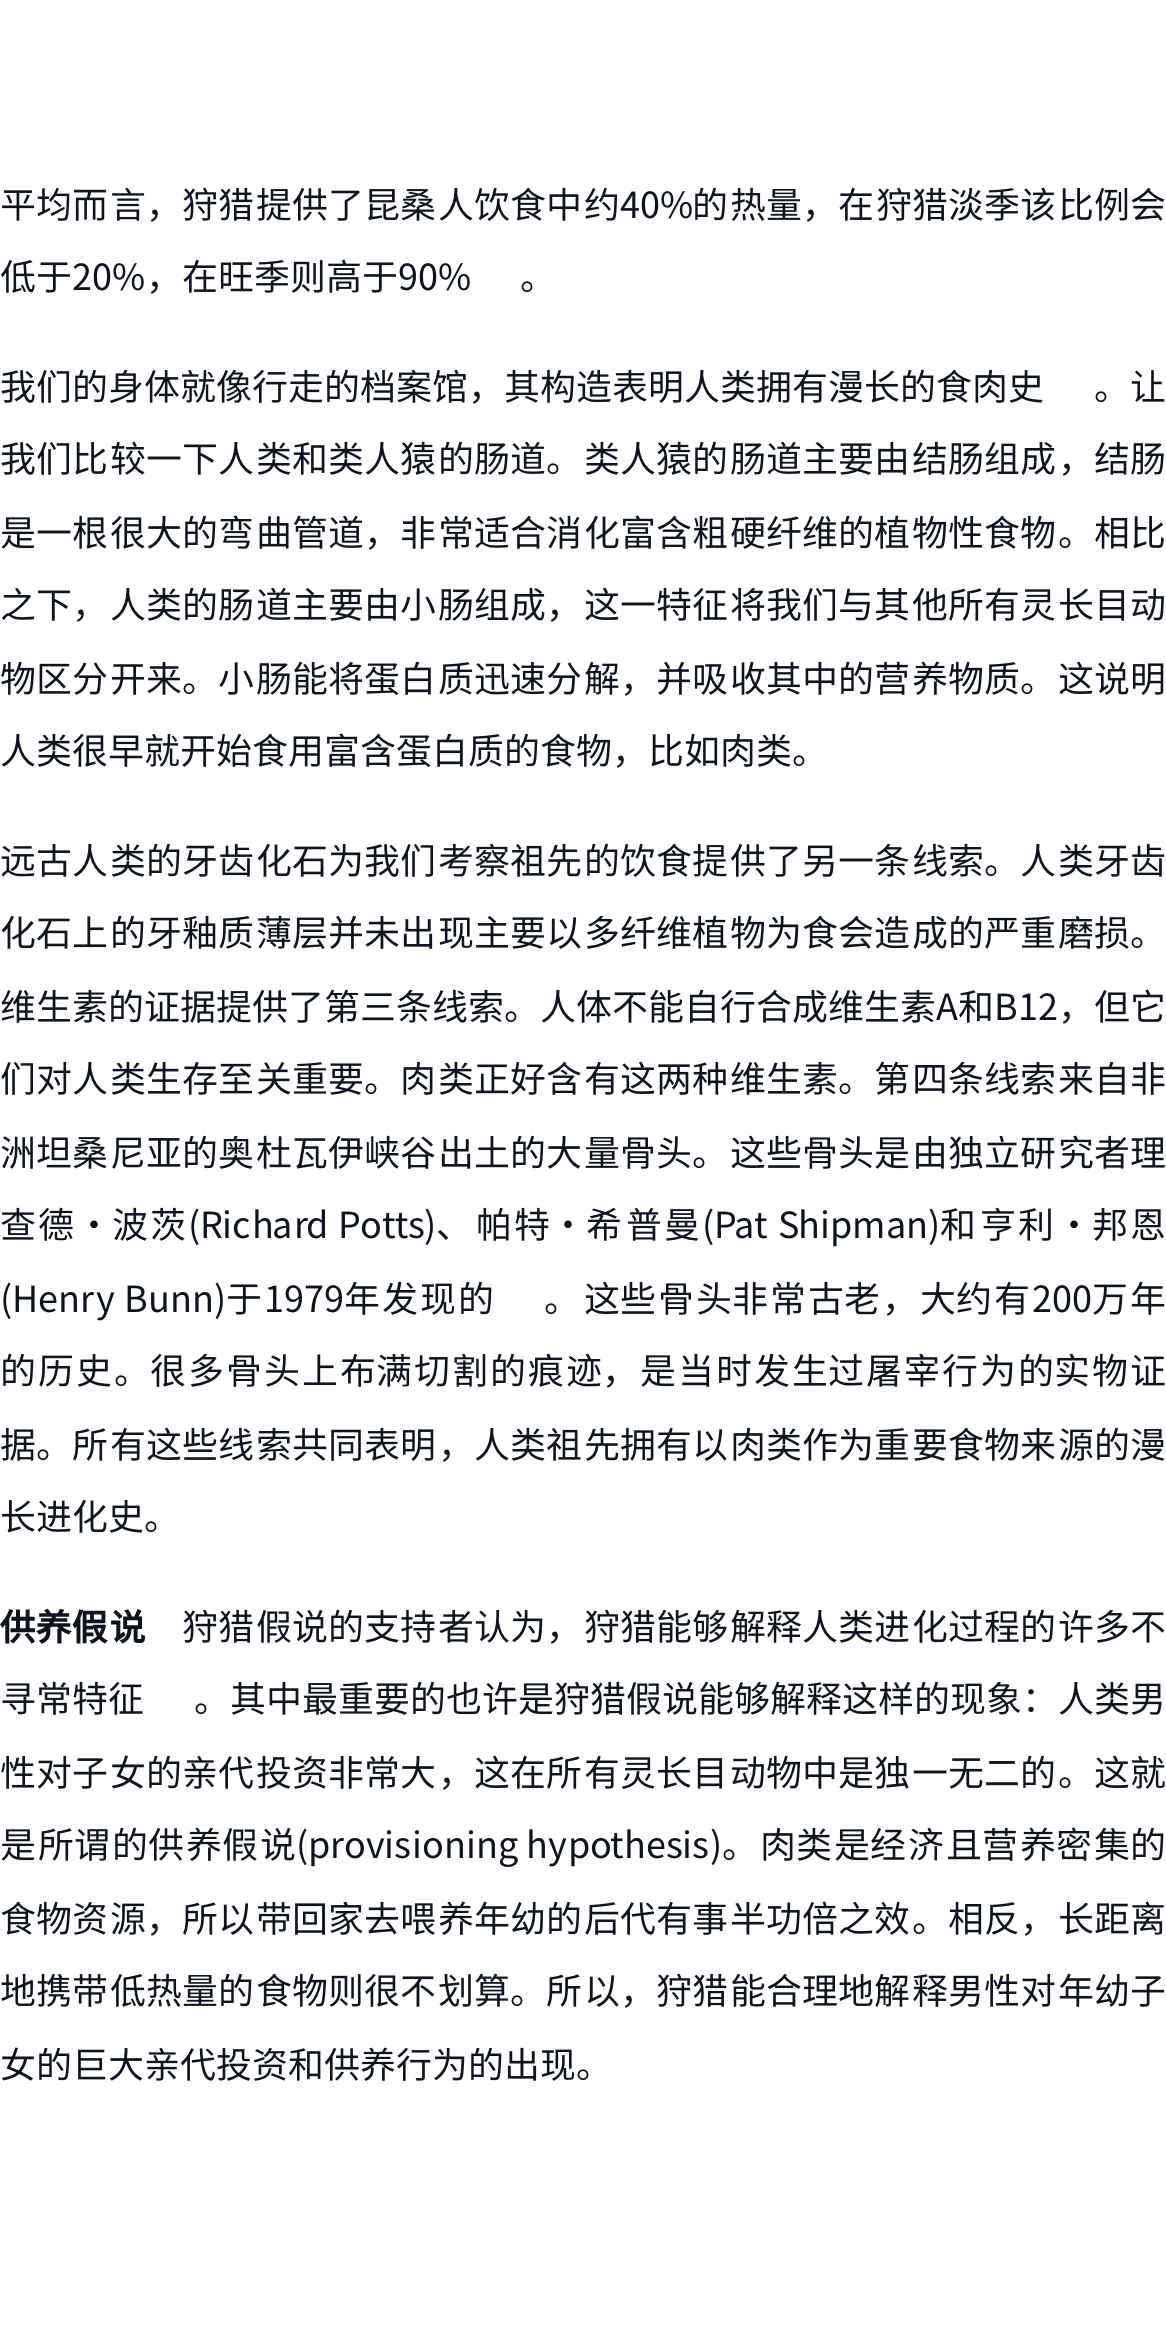 平均而言，狩猎提供了昆桑人饮食中约40%的热量，在狩猎淡季该比例会
低于20%，在旺季则高于90%　。
我们的身体就像行走的档案馆，其构造表明人类拥有漫长的食肉史　。让
我们比较一下人类和类人猿的肠道。类人猿的肠道主要由结肠组成，结肠
是一根很大的弯曲管道，非常适合消化富含粗硬纤维的植物性食物。相比
之下，人类的肠道主要由小肠组成，这一特征将我们与其他所有灵长目动
物区分开来。小肠能将蛋白质迅速分解，并吸收其中的营养物质。这说明
人类很早就开始食用富含蛋白质的食物，比如肉类。
远古人类的牙齿化石为我们考察祖先的饮食提供了另一条线索。人类牙齿
化石上的牙釉质薄层并未出现主要以多纤维植物为食会造成的严重磨损。
维生素的证据提供了第三条线索。人体不能自行合成维生素A和B12，但它
们对人类生存至关重要。肉类正好含有这两种维生素。第四条线索来自非
洲坦桑尼亚的奥杜瓦伊峡谷出土的大量骨头。这些骨头是由独立研究者理
查德·波茨(Richard Potts)、帕特·希普曼(Pat Shipman)和亨利·邦恩
(Henry Bunn)于1979年发现的　。这些骨头非常古老，大约有200万年
的历史。很多骨头上布满切割的痕迹，是当时发生过屠宰行为的实物证
据。所有这些线索共同表明，人类祖先拥有以肉类作为重要食物来源的漫
长进化史。
供养假说　狩猎假说的支持者认为，狩猎能够解释人类进化过程的许多不
寻常特征　。其中最重要的也许是狩猎假说能够解释这样的现象：人类男
性对子女的亲代投资非常大，这在所有灵长目动物中是独一无二的。这就
是所谓的供养假说(provisioning hypothesis)。肉类是经济且营养密集的
食物资源，所以带回家去喂养年幼的后代有事半功倍之效。相反，长距离
地携带低热量的食物则很不划算。所以，狩猎能合理地解释男性对年幼子
女的巨大亲代投资和供养行为的出现。